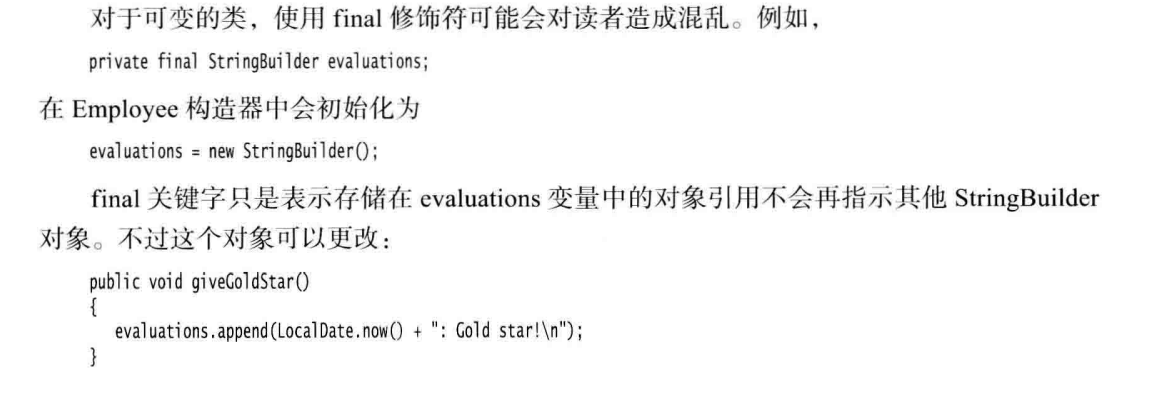 对于可变的类，使用 final 修饰符可能会对读者造成混乱。例如，
private final StringBuilder evaluations;
在 Employee 构造器中会初始化为
evaluations = new StringBuilder();
final 关键字只是表示存储在 evaluations 变量中的对象引用不会再指示其他 StringBuilder
对象。不过这个对象可以更改：
public void giveGoldStar()
{
evaluations.append(LocalDate.now() + ": Gold star!\n");
}